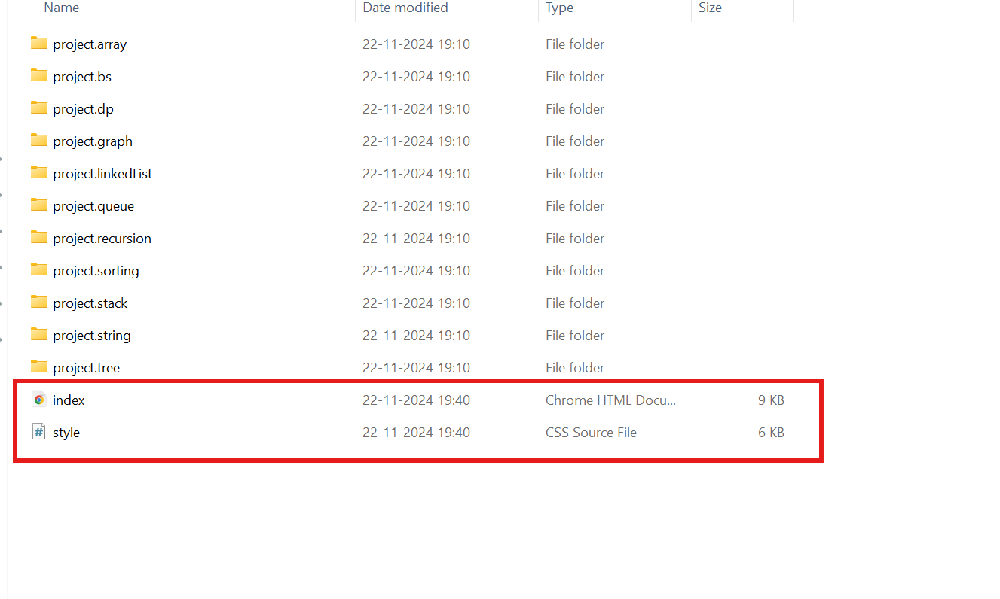 Name Date modified Type Size
project.array 22-11-2024 19:10 File folder
project.bs 22-11-2024 19:10 File folder
project.dp 22-11-2024 19:10 File folder
project.graph 22-11-2024 19:10 File folder
project.linkedList 22-11-2024 19:10 File folder
project.queue 22-11-2024 19:10 File folder
project.recursion 22-11-2024 19:10 File folder
project.sorting 22-11-2024 19:10 File folder
project.stack 22-11-2024 19:10 File folder
project.string 22-11-2024 19:10 File folder
project.tree 22-11-2024 19:10 File folder
index 22-11-2024 19:40 Chrome HTML Docu... 9 KB
style 22-11-2024 19:40 CSS Source File 6 KB